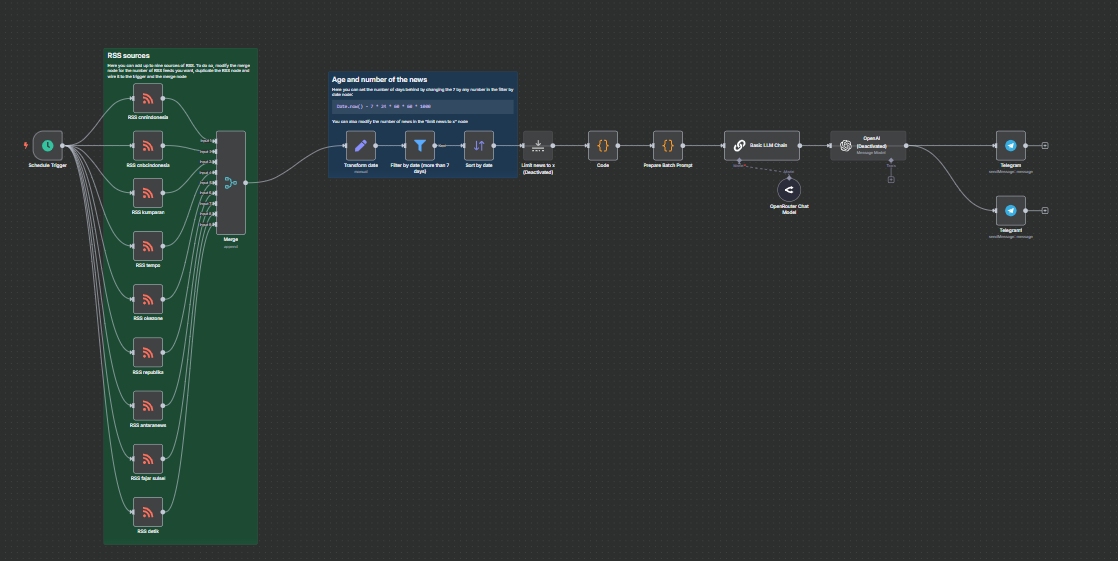 RSS sources
Here you can add up to nine sources of RSS. To do so, modify the merge
node for the number of RSS feeds you want, duplicate the RSS node and
wire it to the trigger and the merge node
Schedule Trigger
RSS cnnindonesia
RSS cnbcindonesia
RSS kumparan
RSS tempo
RSS okezone
RSS republika
RSS antaranews
RSS fajar sulsel
RSS detik
Input 1
Input 2
Input 3
Input 4
Input 5
Input 6
Input 7
Input 8
Input 9
Merge
append
Age and number of the news
Here you can set the number of days behind by changing the 7 by any number in the filter by
date node:
Date.now() - 7 * 24 * 60 * 60 * 1000
You can also modify the number of news in the "limit news to x" node
Transform date
manual
Filter by date (more than 7
days)
Kept
Sort by date
Limit news to x
(Deactivated)
Code
Prepare Batch Prompt
Basic LLM Chain
Model
Model
OpenRouter Chat
Model
OpenAI
(Deactivated)
Message Model
Tools
Telegram
sendMessage: message
Telegram1
sendMessage: message